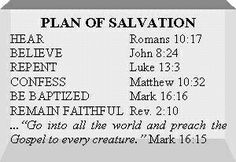 PLAN OF SALVATION
HEAR Romans 10:17
BELIEVE John 8:24
REPENT Luke 13:3
CONFESS Matthew 10:32
BE BAPTIZED Mark 16:16
REMAIN FAITHFUL Rev. 2:10
..."Go into all the world and preach the
Gospel to every creature." Mark 16:15